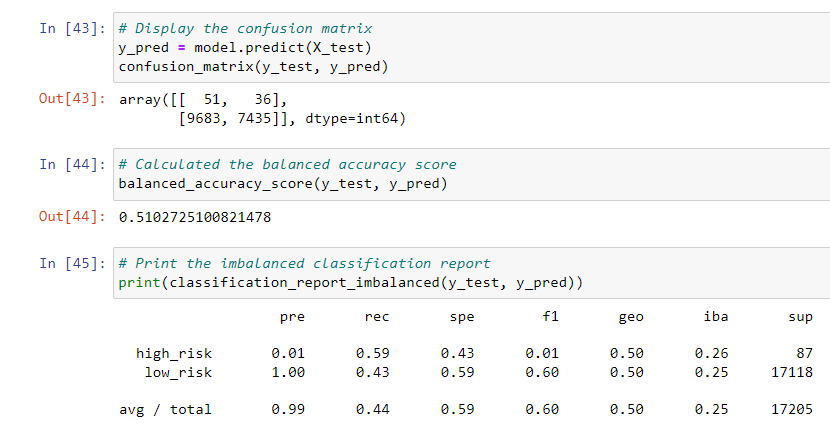 In [43]: # Display the confusion matrix
y_pred = model.predict(X_test)
confusion_matrix(y_test, y_pred)
Out[43]: array([[  51,   36],
       [9683, 7435]], dtype=int64)
In [44]: # Calculated the balanced accuracy score
balanced_accuracy_score(y_test, y_pred)
Out[44]: 0.5102725100821478
In [45]: # Print the imbalanced classification report
print(classification_report_imbalanced(y_test, y_pred))
pre rec spe f1 geo iba sup
high_risk 0.01 0.59 0.43 0.01 0.50 0.26 87
low_risk 1.00 0.43 0.59 0.60 0.50 0.25 17118
avg / total 0.99 0.44 0.59 0.60 0.50 0.25 17205